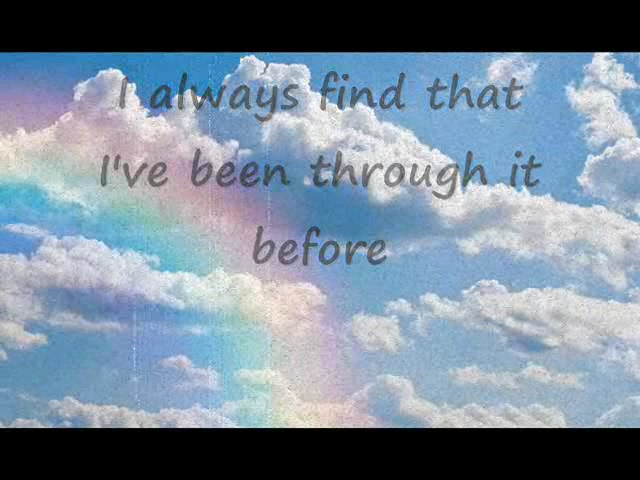 I always find that
I've been through it
before